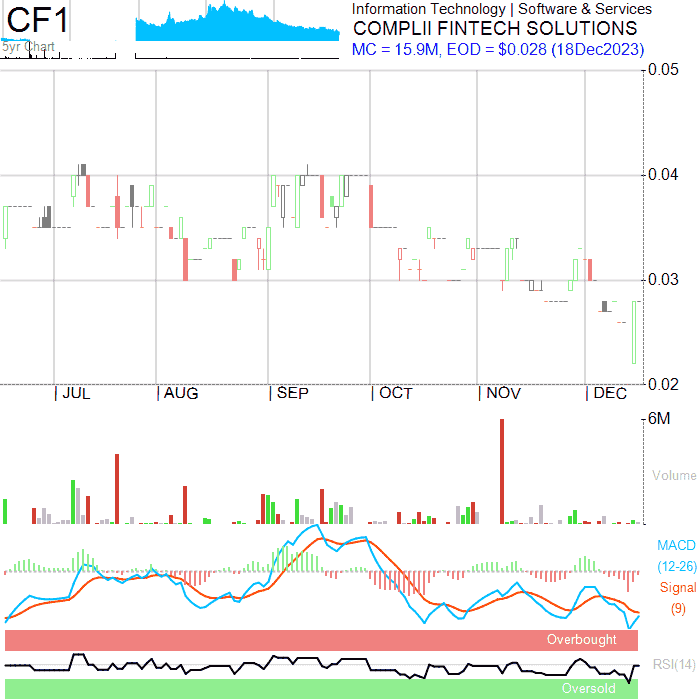 CF1
5yr Chart
Information Technology | Software & Services
COMPLII FINTECH SOLUTIONS
MC = 15.9M, EOD = $0.028 (18Dec2023)
0.05
0.04
0.03
0.02
JUL AUG SEP OCT NOV DEC
6M
Volume
MACD
(12-26)
Signal
(9)
Overbought
RSI(14)
Oversold